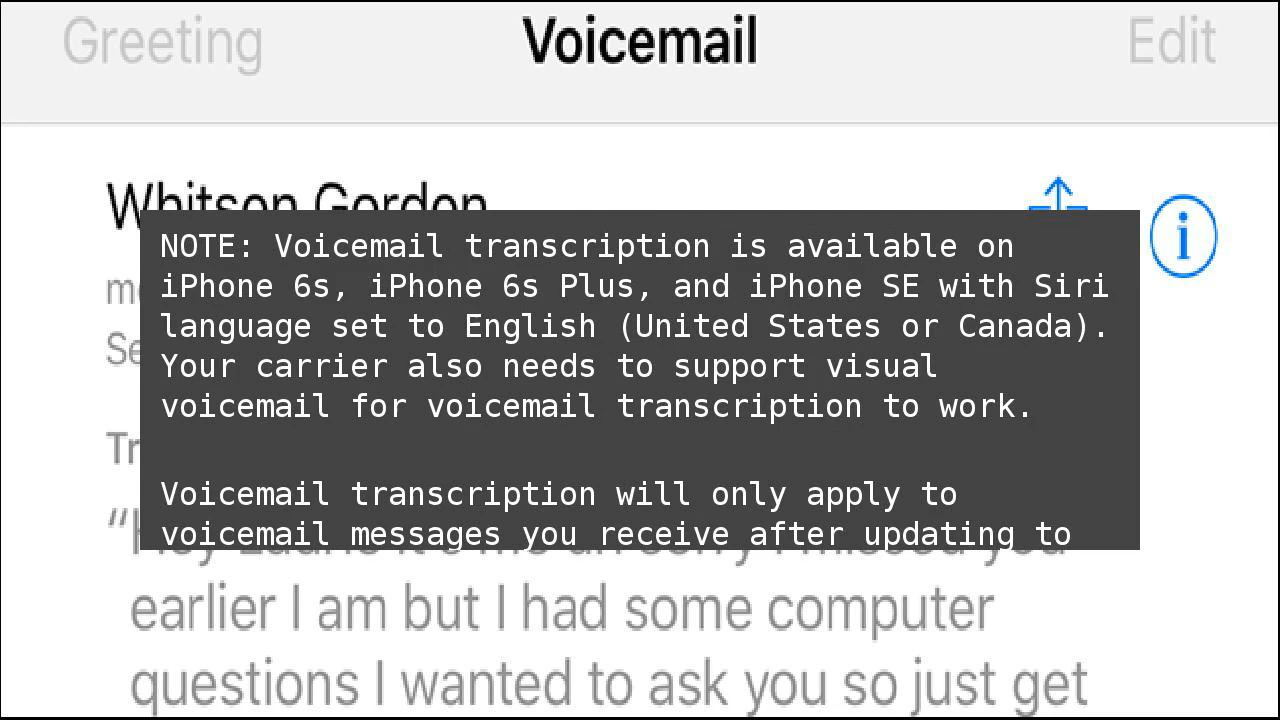 Greeting Voicemail Edit
Whitson Gordon
NOTE: Voicemail transcription is available on
iPhone 6s, iPhone 6s Plus, and iPhone SE with Siri
language set to English (United States or Canada).
Your carrier also needs to support visual
voicemail for voicemail transcription to work.
Voicemail transcription will only apply to
voicemail messages you receive after updating to
earlier I am but I had some computer
questions I wanted to ask you so just get